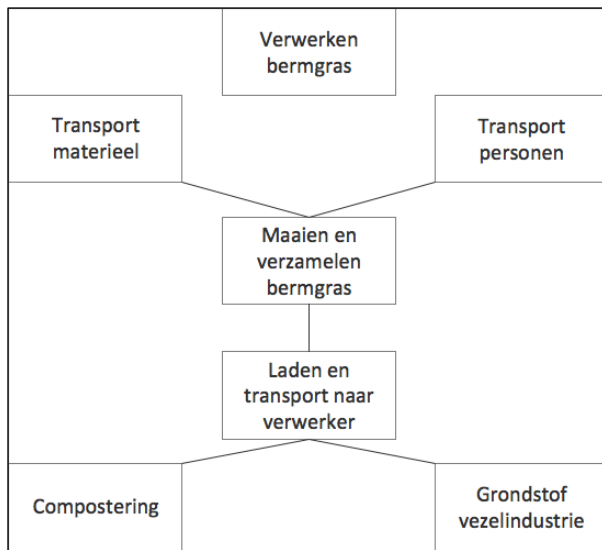 Verwerken
bermgras
Transport
materieel
Transport
personen
Maaien en
verzamelen
bermgras
Laden en
transport naar
verwerker
Compostering
Grondstof
vezelindustrie